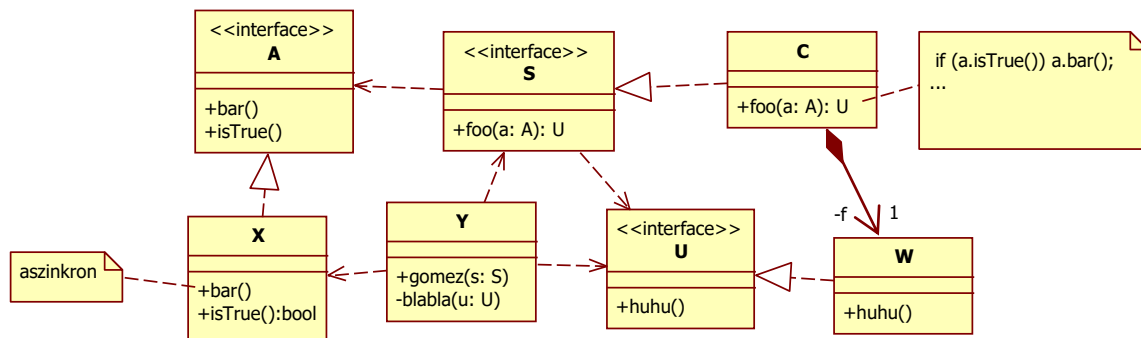 <<interface>>
A
+bar()
+isTrue()
<<interface>>
S
+foo(a: A): U
C
+foo(a: A): U
if (a.isTrue()) a.bar();
...
aszinkron
X
+bar()
+isTrue():bool
Y
+gomez(s: S)
-blabla(u: U)
<<interface>>
U
+huhu()
-f
1
W
+huhu()